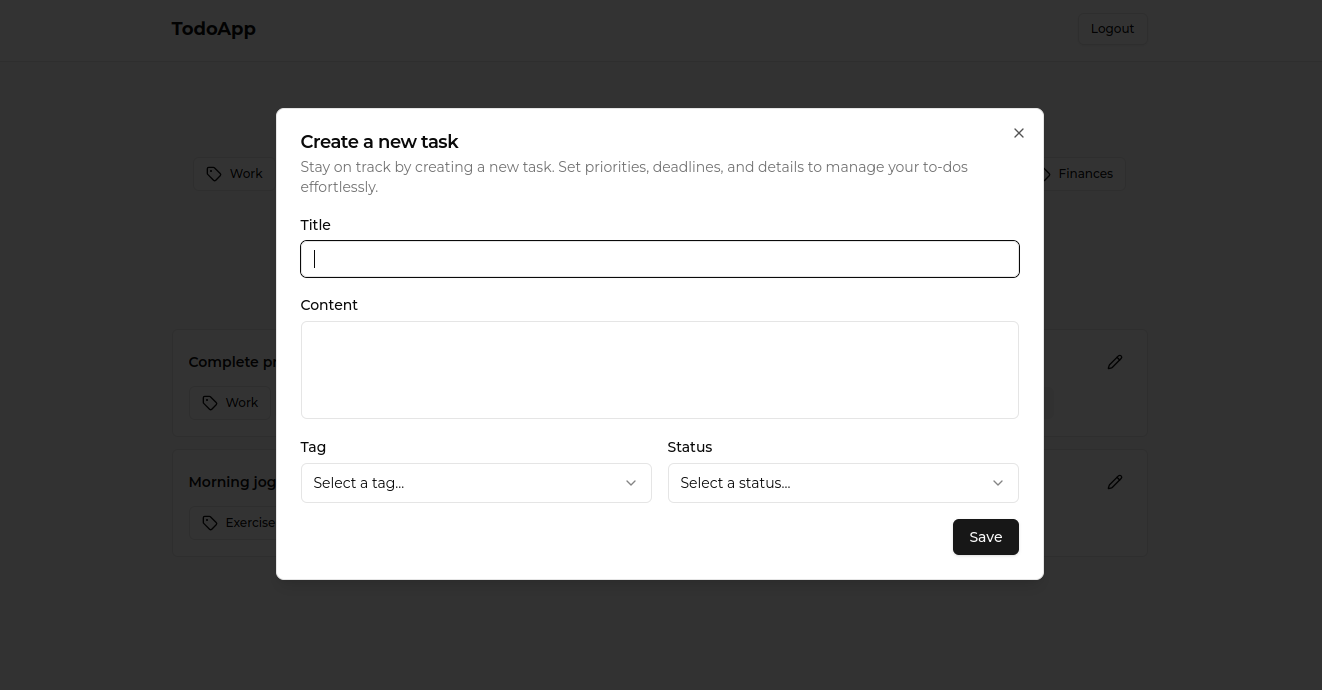 TodoApp
Logout
Work
Finances
Create a new task
Stay on track by creating a new task. Set priorities, deadlines, and details to manage your to-dos
effortlessly.
Title
Content
Tag
Status
Select a tag...
Select a status...
Save
Complete
Work
Morning jog
Exercise